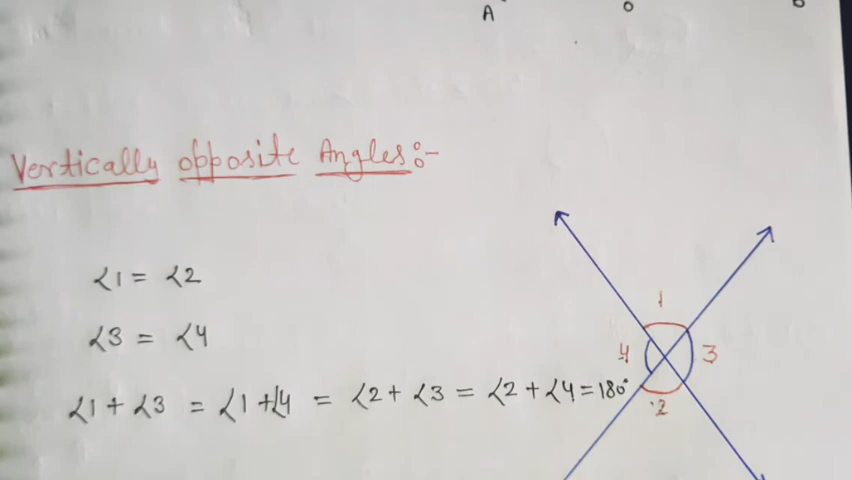 A O B
Vertically opposite Angles:-
∠1 = ∠2
∠3 = ∠4
∠1 + ∠3 = ∠1 + ∠4 = ∠2 + ∠3 = ∠2 + ∠4 = 180°
1
4 3
2